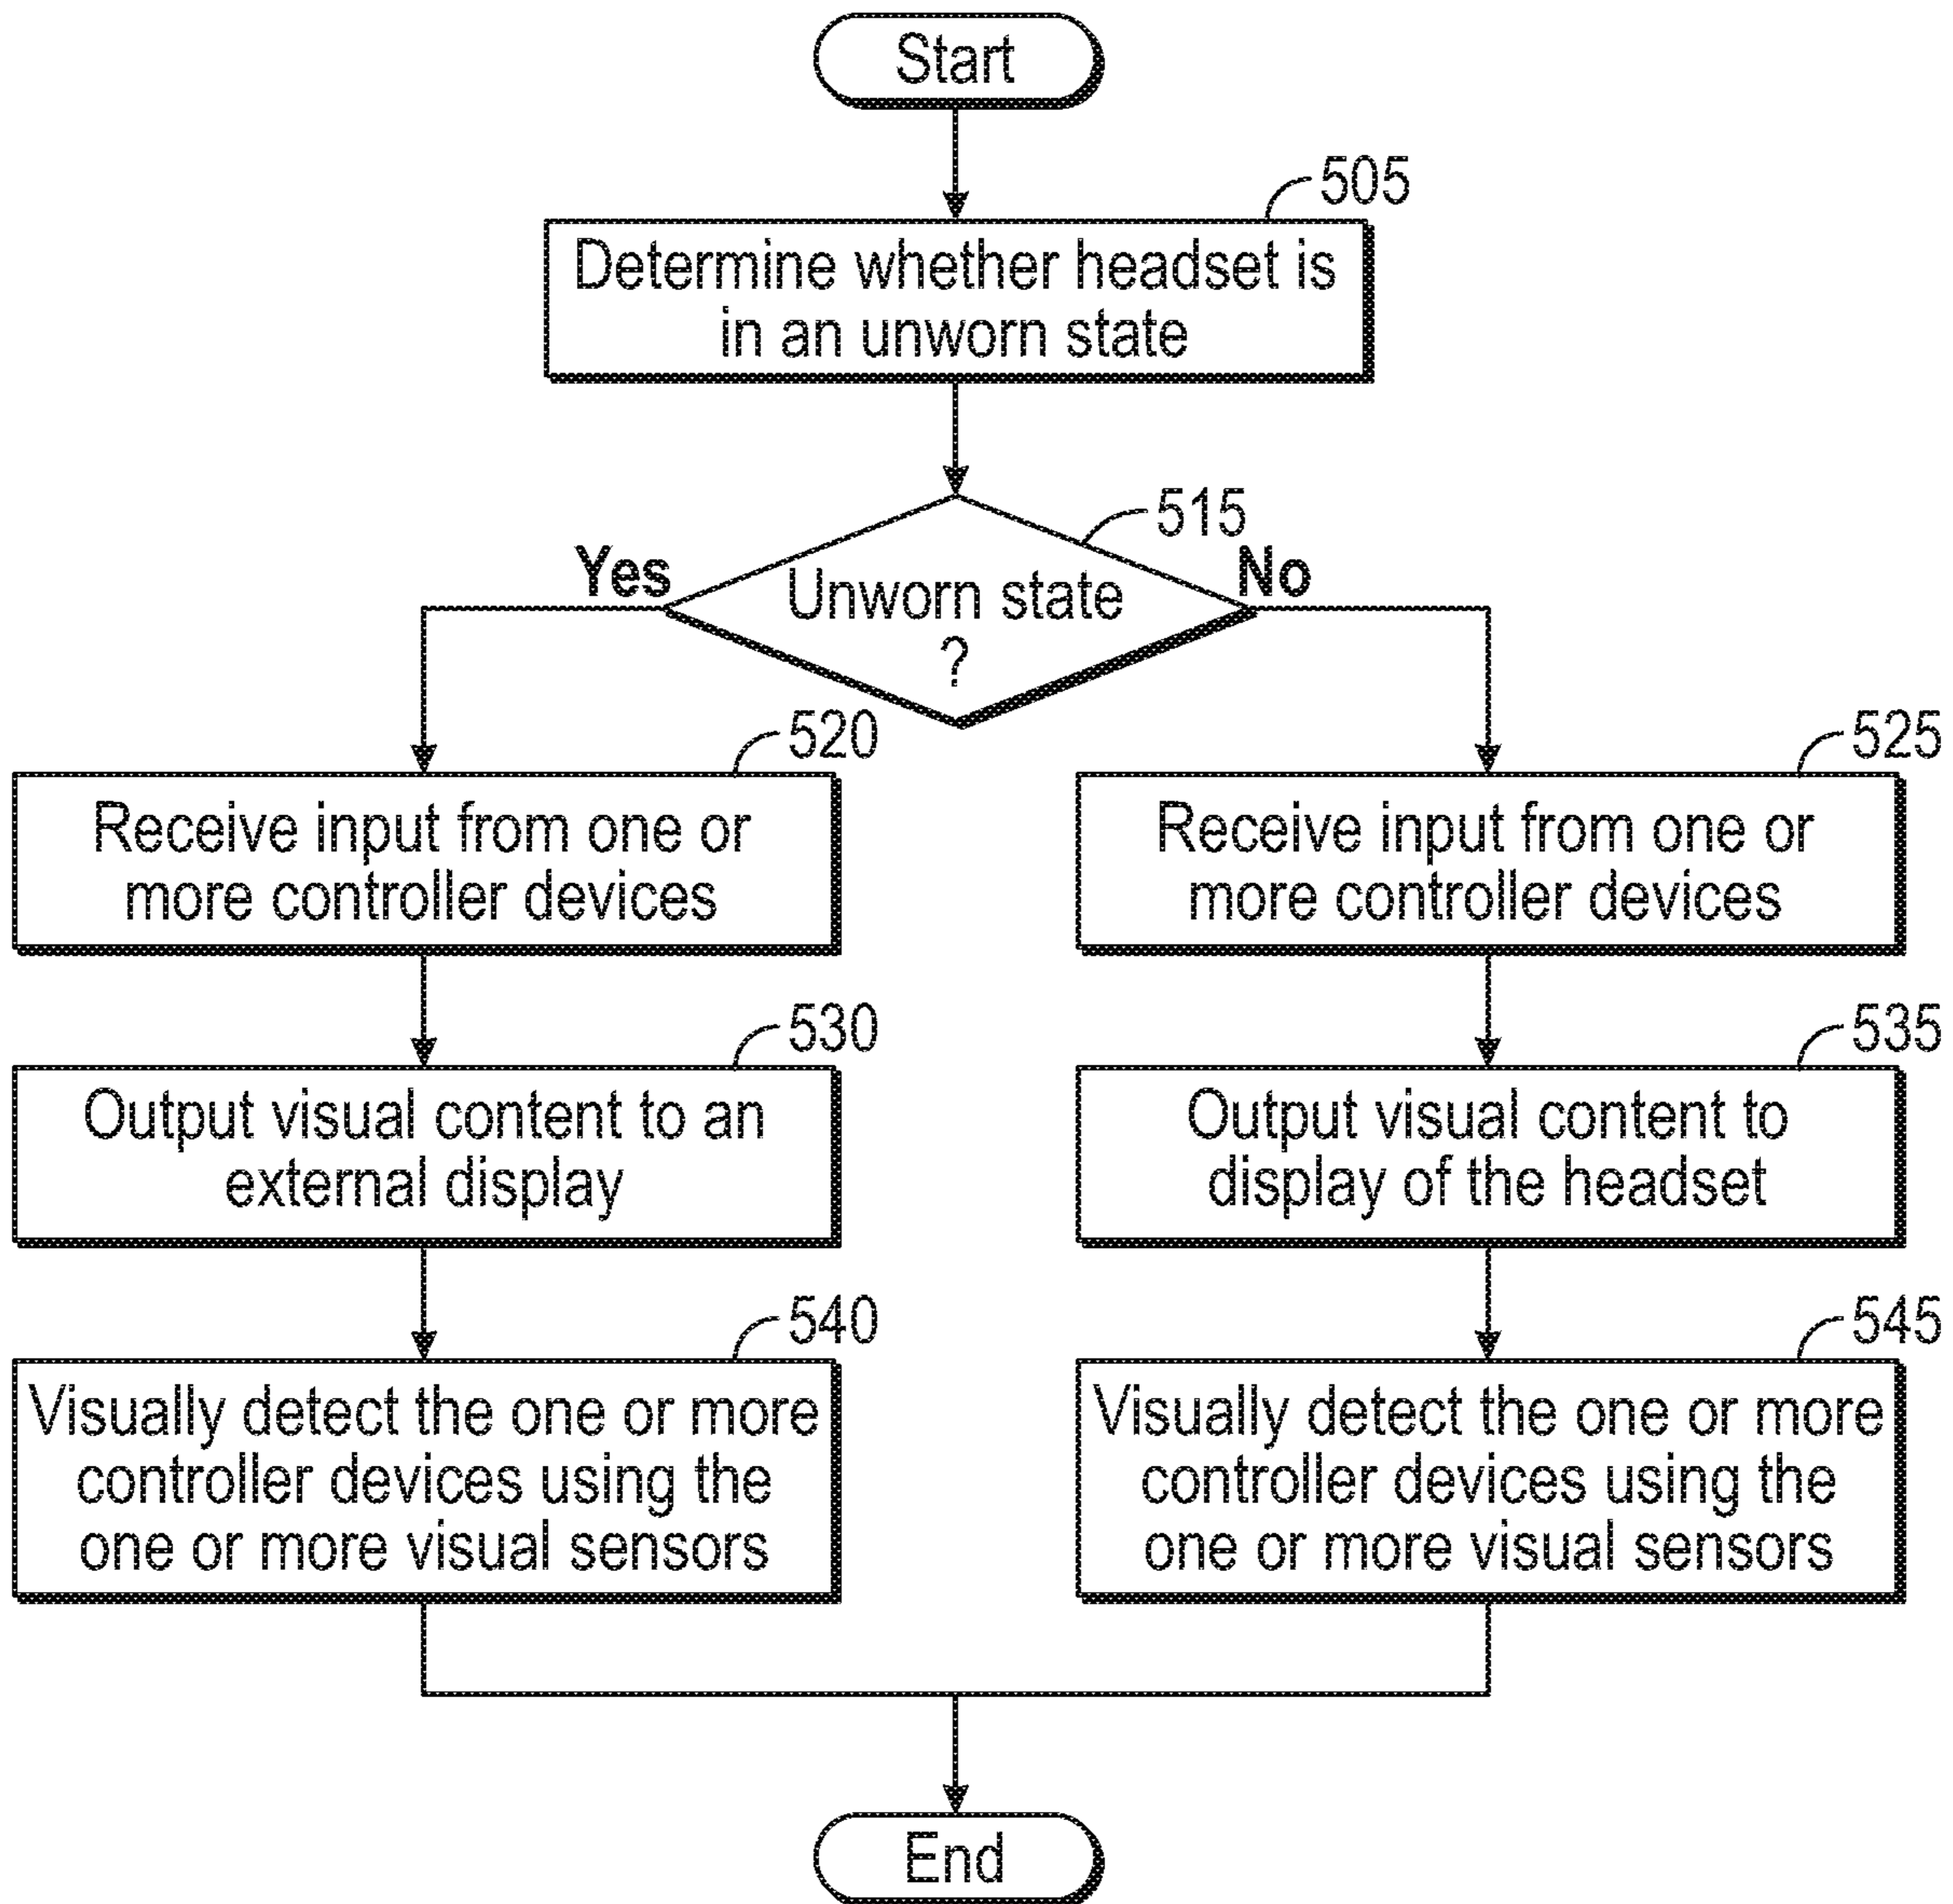 Start
505
Determine whether headset is
in an unworn state
515
Yes
No
Unworn state
?
520
Receive input from one or
more controller devices
525
Receive input from one or
more controller devices
530
Output visual content to an
external display
535
Output visual content to
display of the headset
540
Visually detect the one or more
controller devices using the
one or more visual sensors
545
Visually detect the one or more
controller devices using the
one or more visual sensors
End